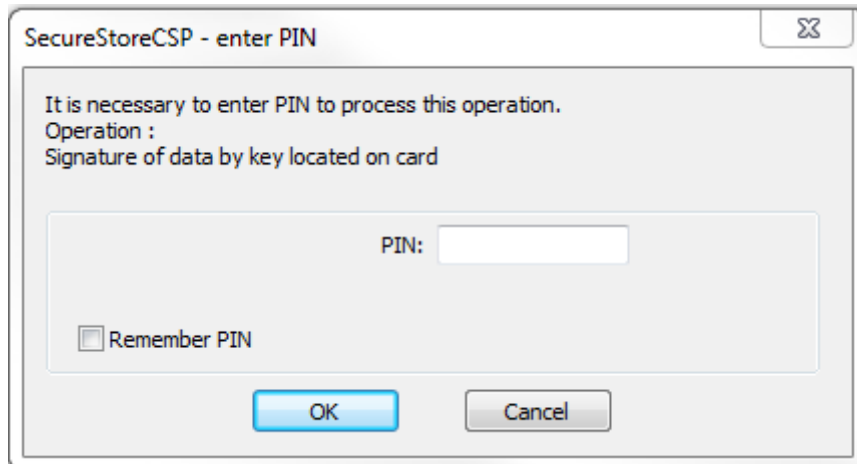 SecureStoreCSP - enter PIN
It is necessary to enter PIN to process this operation.
Operation :
Signature of data by key located on card
PIN:
Remember PIN
OK Cancel